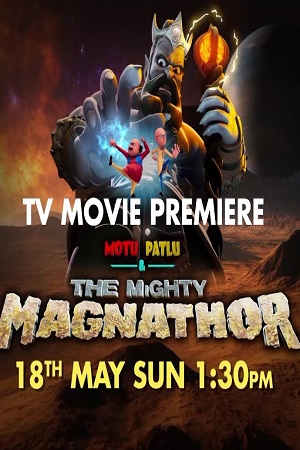 TV MOVIE PREMIERE
MOTU PATLU
&
THE MiGHTY
MAGNATHOR
18TH MAY SUN 1:30PM